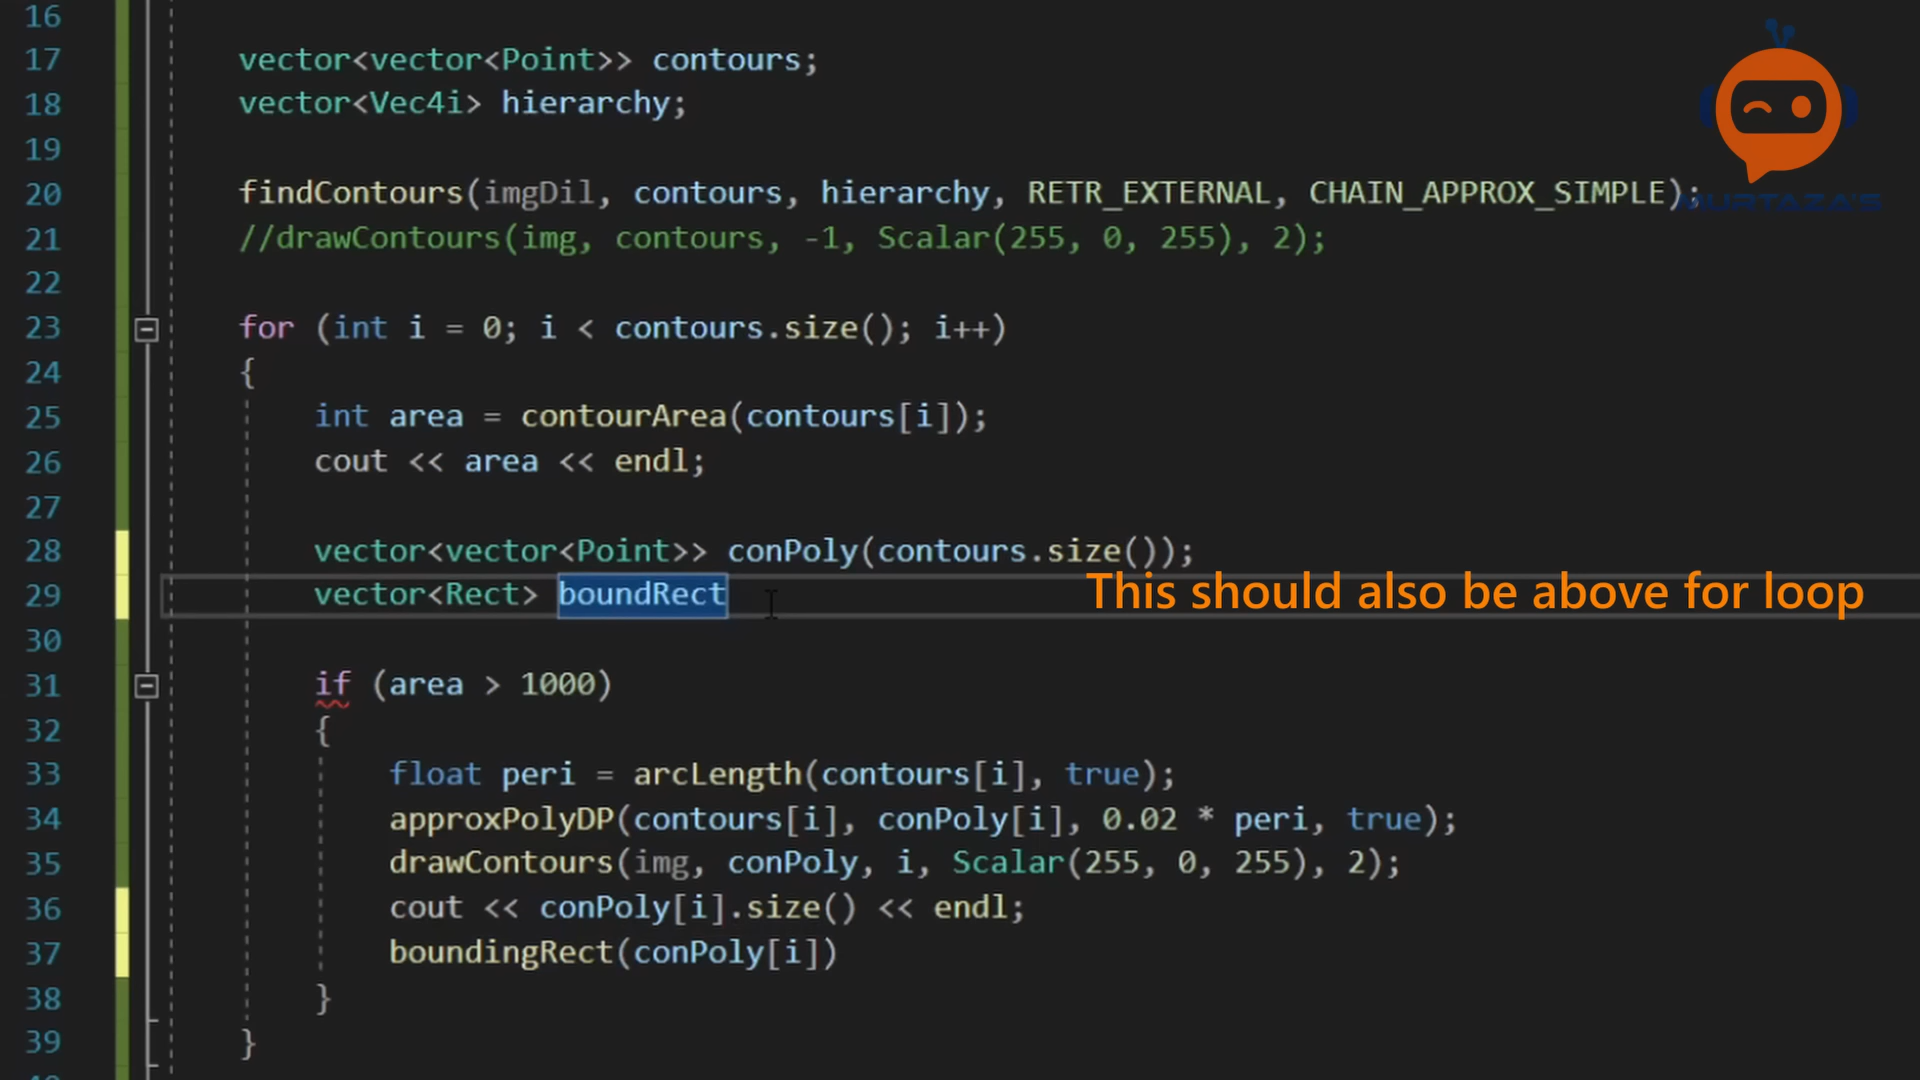 16
17 vector<vector<Point>> contours;
18 vector<Vec4i> hierarchy;
19
20 findContours(imgDil, contours, hierarchy, RETR_EXTERNAL, CHAIN_APPROX_SIMPLE);
MURTAZA'S
21 //drawContours(img, contours, -1, Scalar(255, 0, 255), 2);
22
23 for (int i = 0; i < contours.size(); i++)
24 {
25 int area = contourArea(contours[i]);
26 cout << area << endl;
27
28 vector<vector<Point>> conPoly(contours.size());
29 vector<Rect> boundRect
This should also be above for loop
30
31 if (area > 1000)
32 {
33 float peri = arcLength(contours[i], true);
34 approxPolyDP(contours[i], conPoly[i], 0.02 * peri, true);
35 drawContours(img, conPoly, i, Scalar(255, 0, 255), 2);
36 cout << conPoly[i].size() << endl;
37 boundingRect(conPoly[i])
38 }
39 }